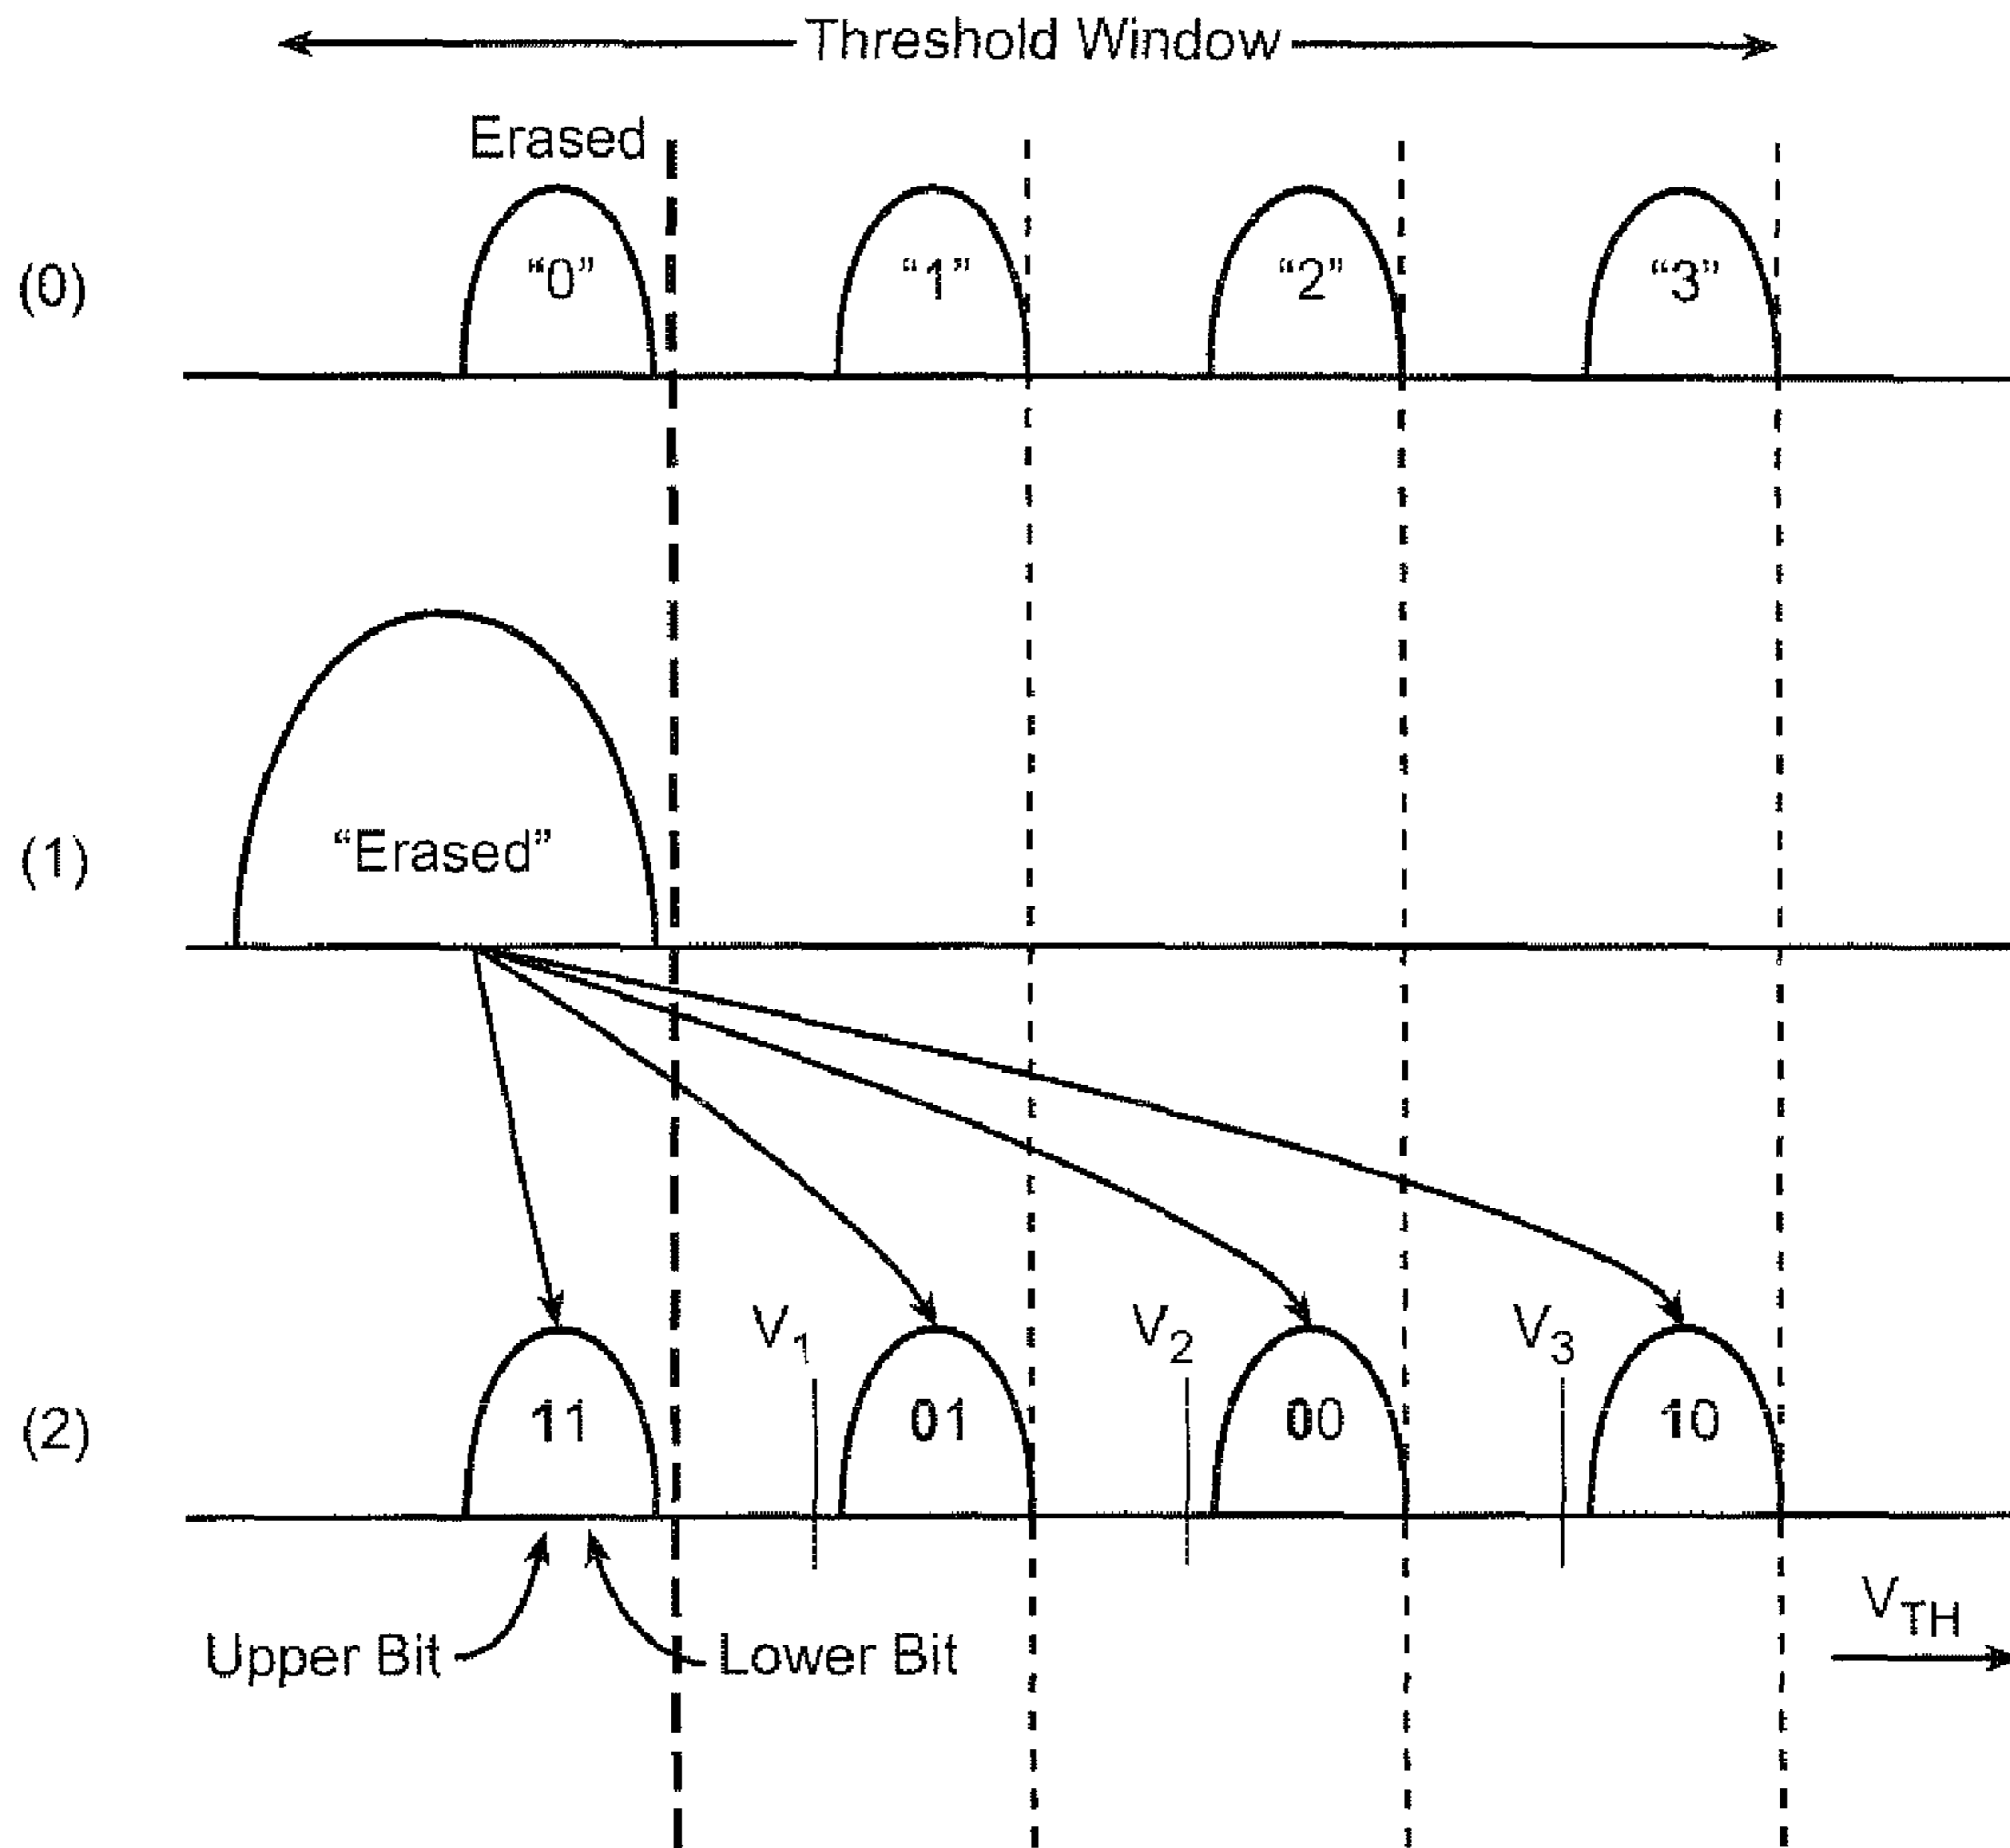 Threshold Window
Erased
(0) “0” “1” “2” “3”
(1) “Erased”
V1 V2 V3
(2) 11 01 00 10
Upper Bit Lower Bit VTH